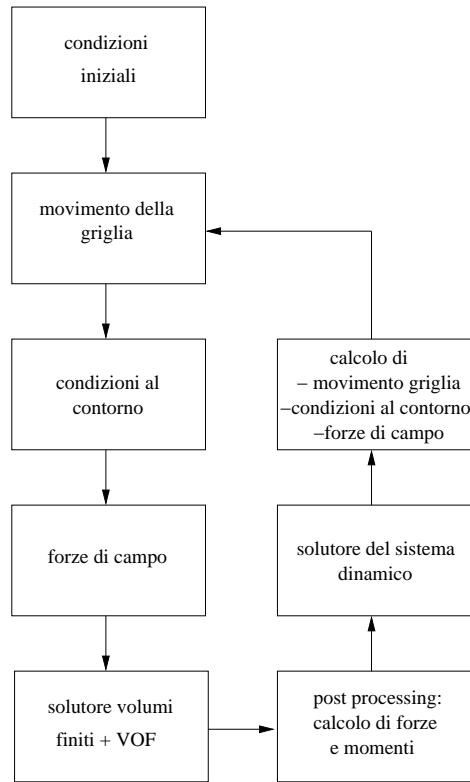 condizioni
iniziali
movimento della
griglia
condizioni al
contorno
forze di campo
solutore volumi
finiti + VOF
calcolo di
− movimento griglia
−condizioni al contorno
−forze di campo
solutore del sistema
dinamico
post processing:
calcolo di forze
e momenti